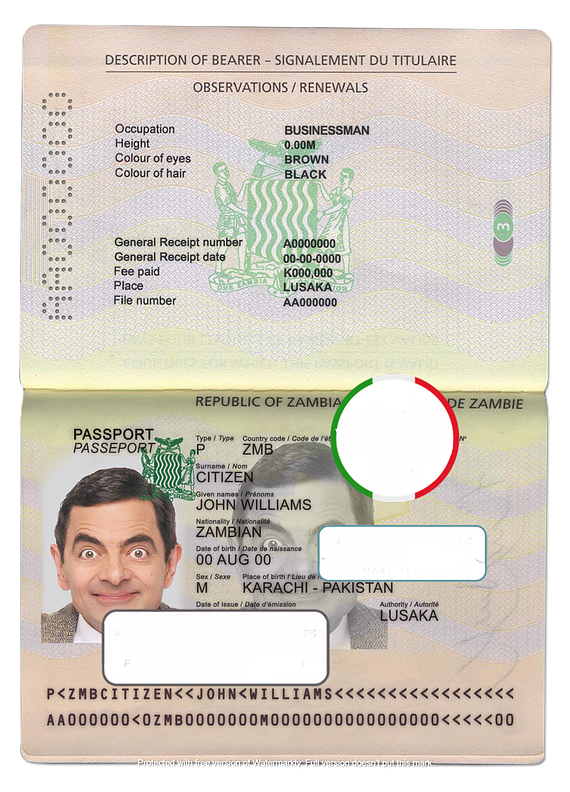 DESCRIPTION OF BEARER – SIGNALEMENT DU TITULAIRE
OBSERVATIONS / RENEWALS
Occupation BUSINESSMAN
Height 0.00M
Colour of eyes BROWN
Colour of hair BLACK
General Receipt number A0000000
General Receipt date 00-00-0000
Fee paid K000,000
Place LUSAKA
File number AA000000
3
ONE ZAMBIA
REPUBLIC OF ZAMBIA DE ZAMBIE
PASSPORT
PASSEPORT
Type / Type Country code / Code de N°
P ZMB
Surname / Nom
CITIZEN
Given names / Prénoms
JOHN WILLIAMS
Nationality / Nationalité
ZAMBIAN
Date of birth / Date de naissance
00 AUG 00
Sex / Sexe Place of birth / Lieu de
M KARACHI - PAKISTAN
Date of issue / Date d'émission Authority / Autorité
LUSAKA
P<ZMBCITIZEN<<JOHN<WILLIAMS<<<<<<<<<<<<<<<<<
AA000000<0ZMB0000000M0000000000000000<<<<<00
Protected with free version of Watermarkly. Full version doesn't put this mark.